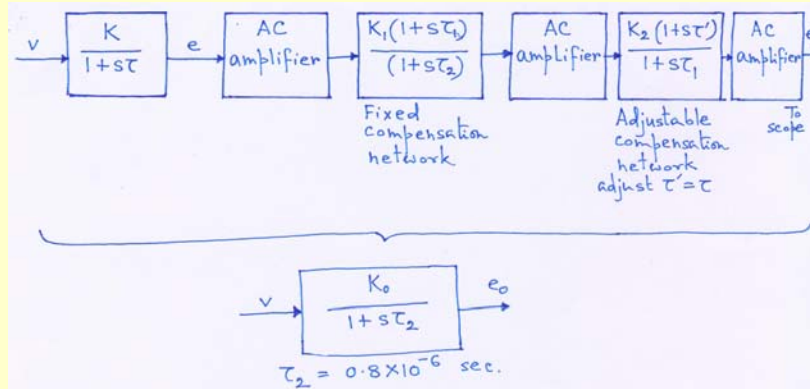 v
K
1+sτ
e
AC
amplifier
K₁(1+sτ₁)
(1+sτ₂)
Fixed
compensation
network
AC
amplifier
K₂(1+sτ')
1+sτ₁
Adjustable
compensation
network
adjust τ'=τ
AC
amplifier
e
To
scope
v
K₀
1+sτ₂
e₀
τ₂ = 0.8×10⁻⁶ sec.